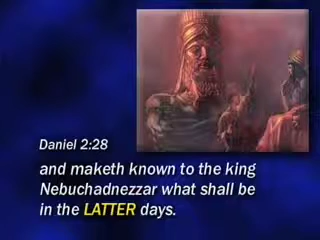 Daniel 2:28
and maketh known to the king
Nebuchadnezzar what shall be
in the LATTER days.